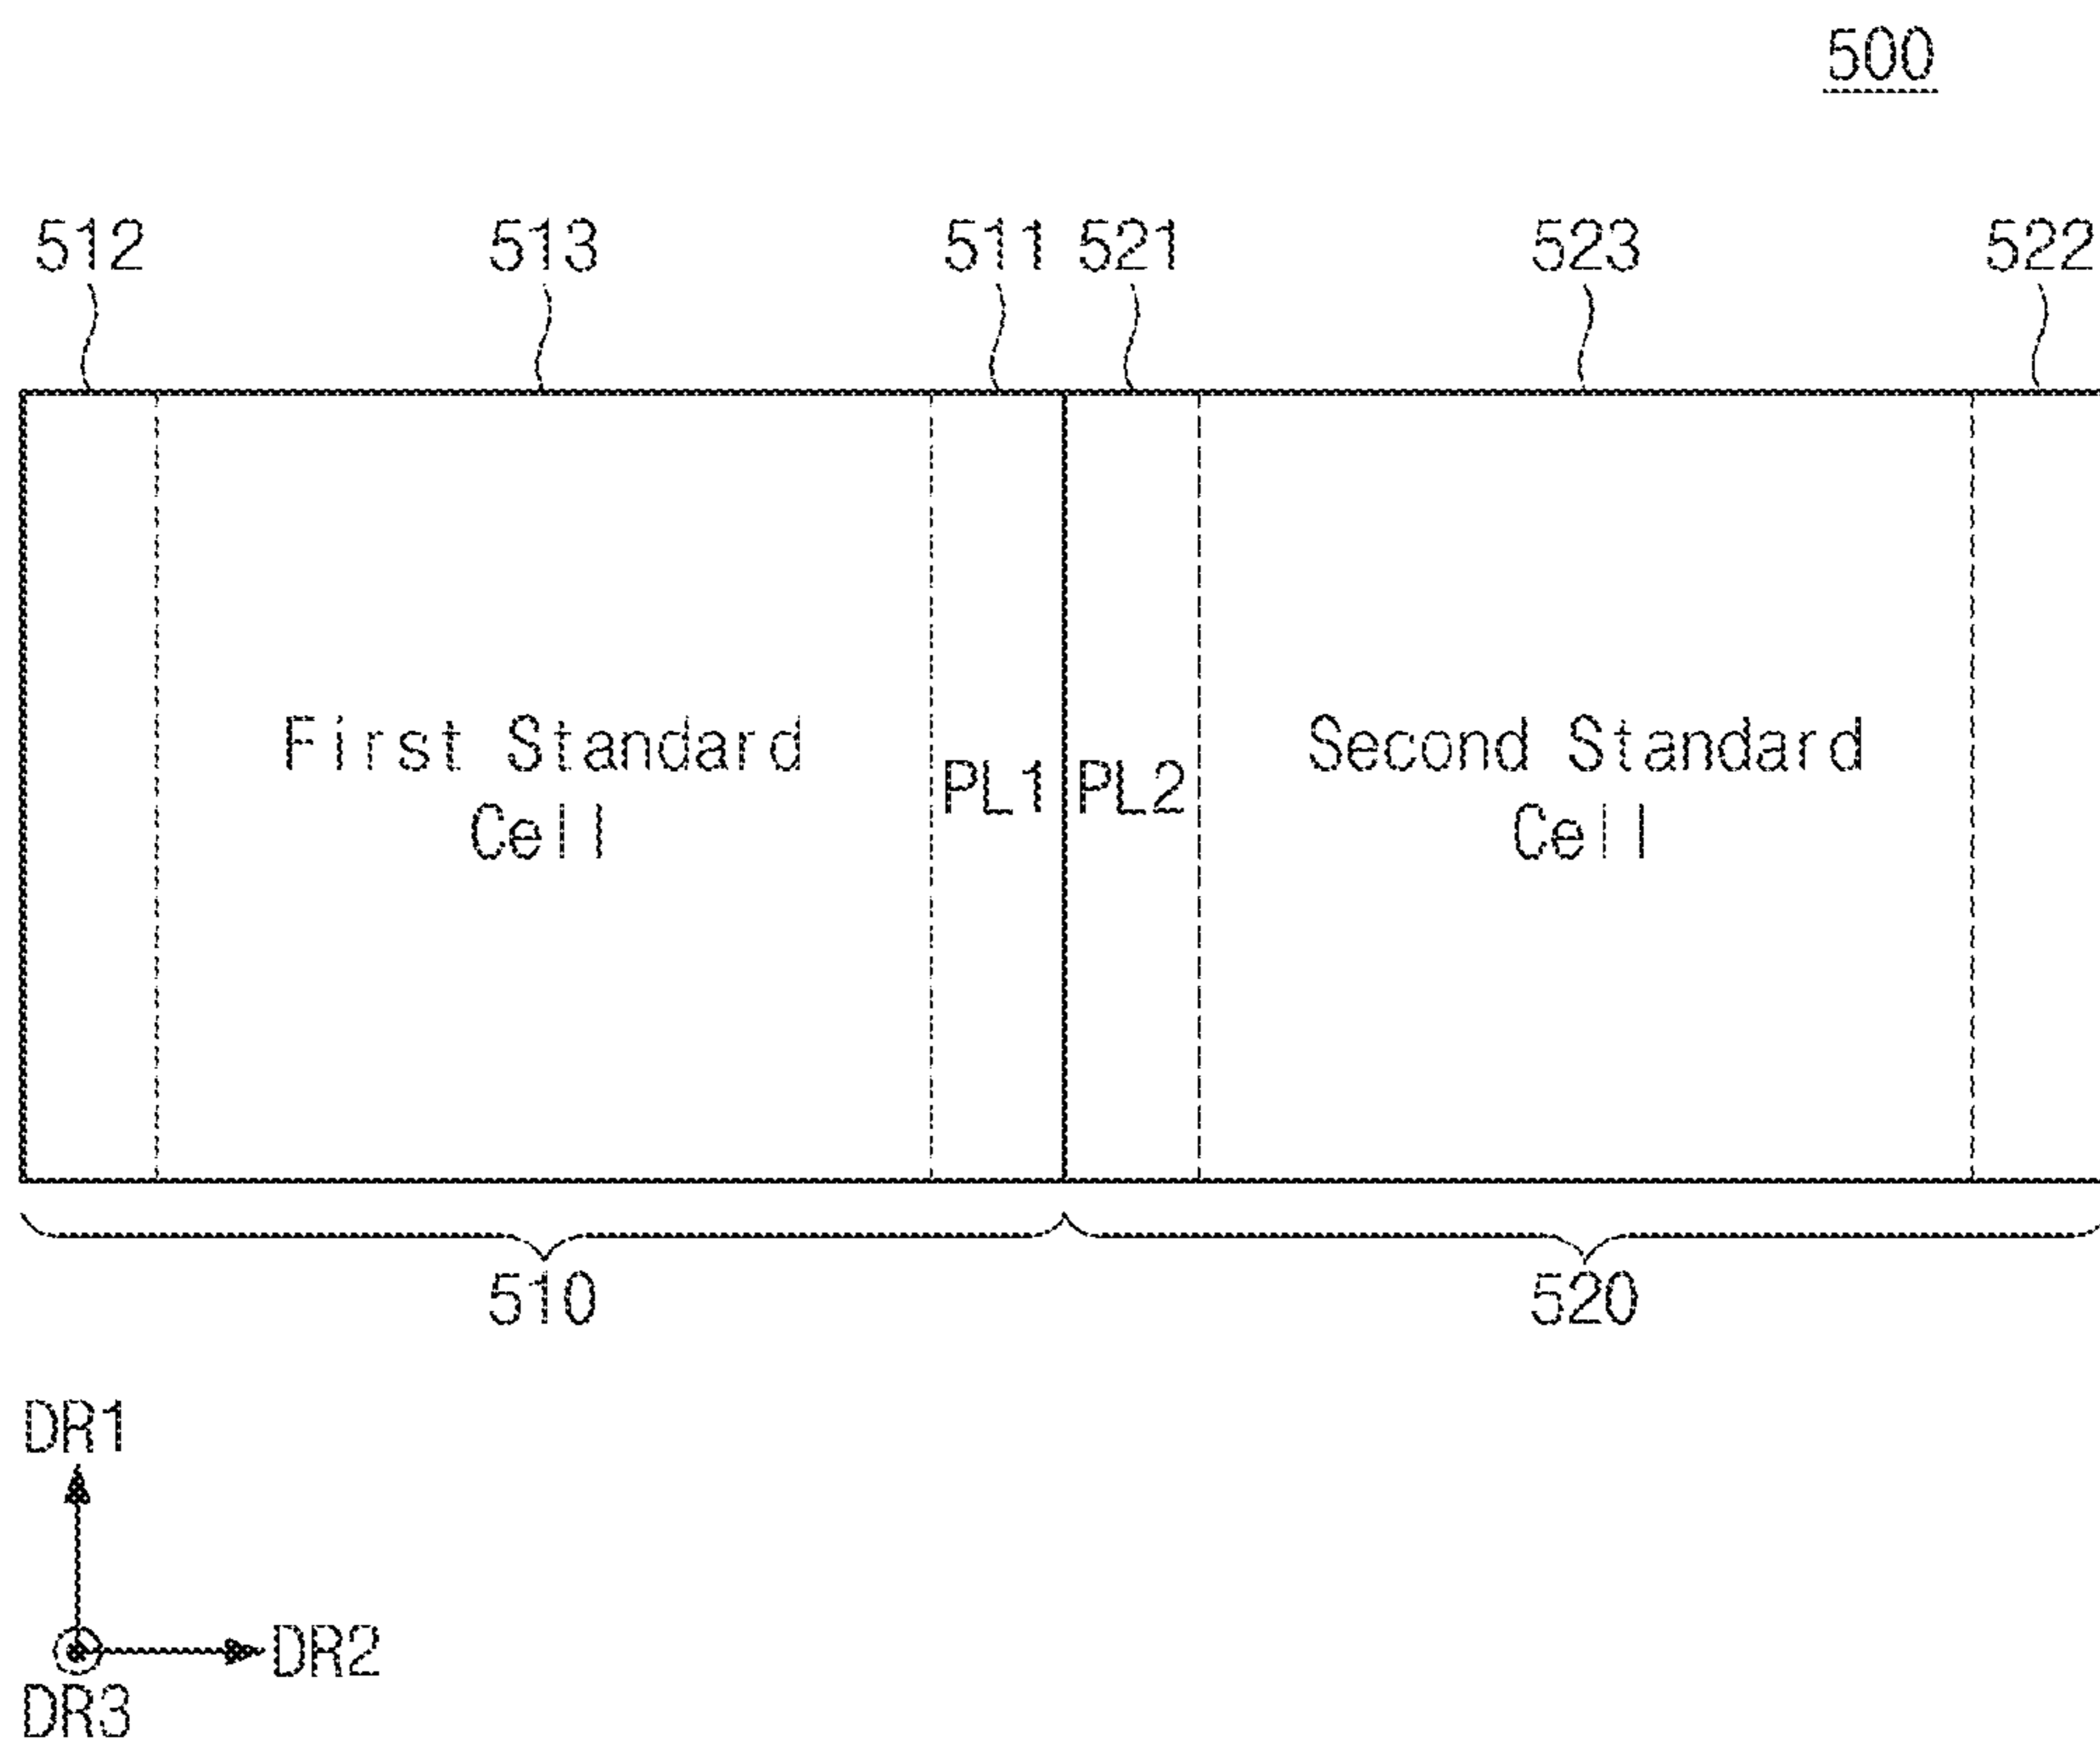 500
512 513 511 521 523 522
First Standard Cell
PL1 PL2
Second Standard Cell
510 520
DR1
DR2
DR3